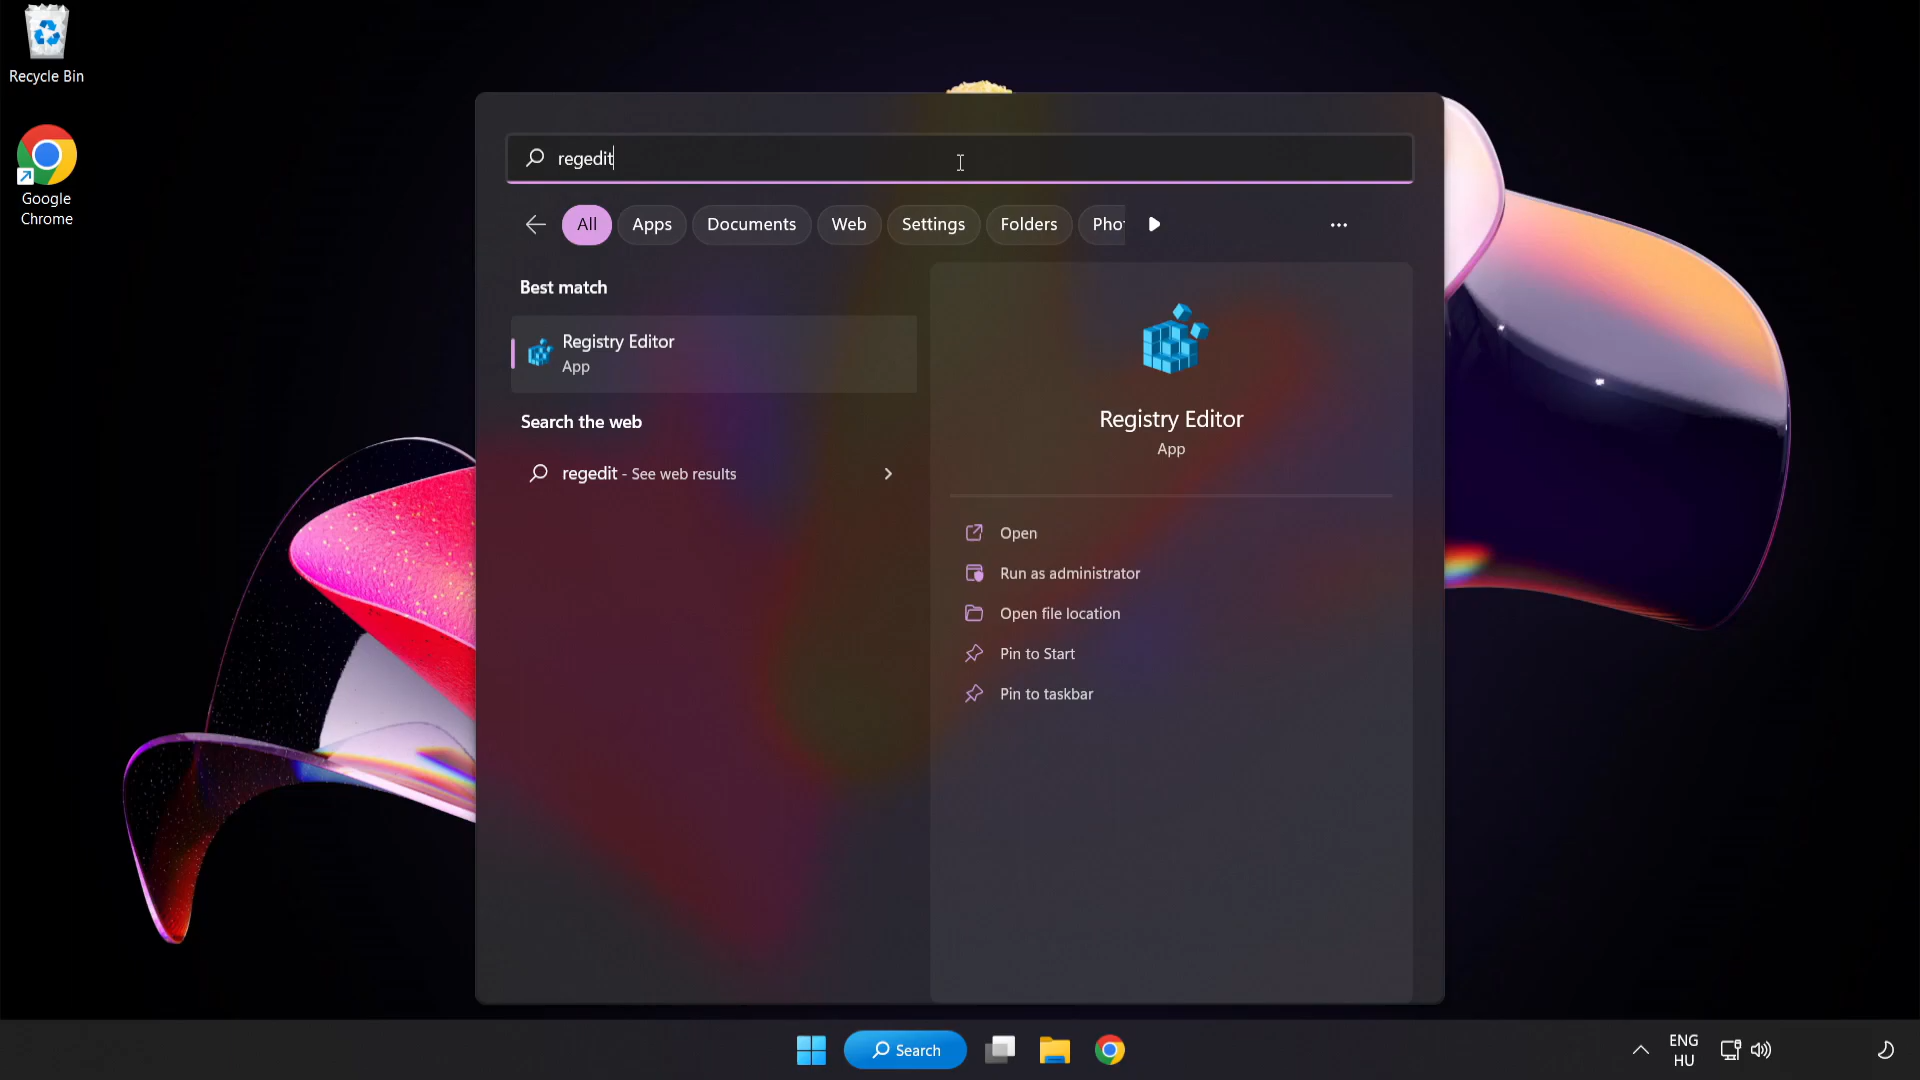 Recycle Bin
Google
Chrome
regedit
All
Apps
Documents
Web
Settings
Folders
Pho
Best match
Registry Editor
App
Search the web
regedit - See web results
Registry Editor
App
Open
Run as administrator
Open file location
Pin to Start
Pin to taskbar
Search
ENG
HU